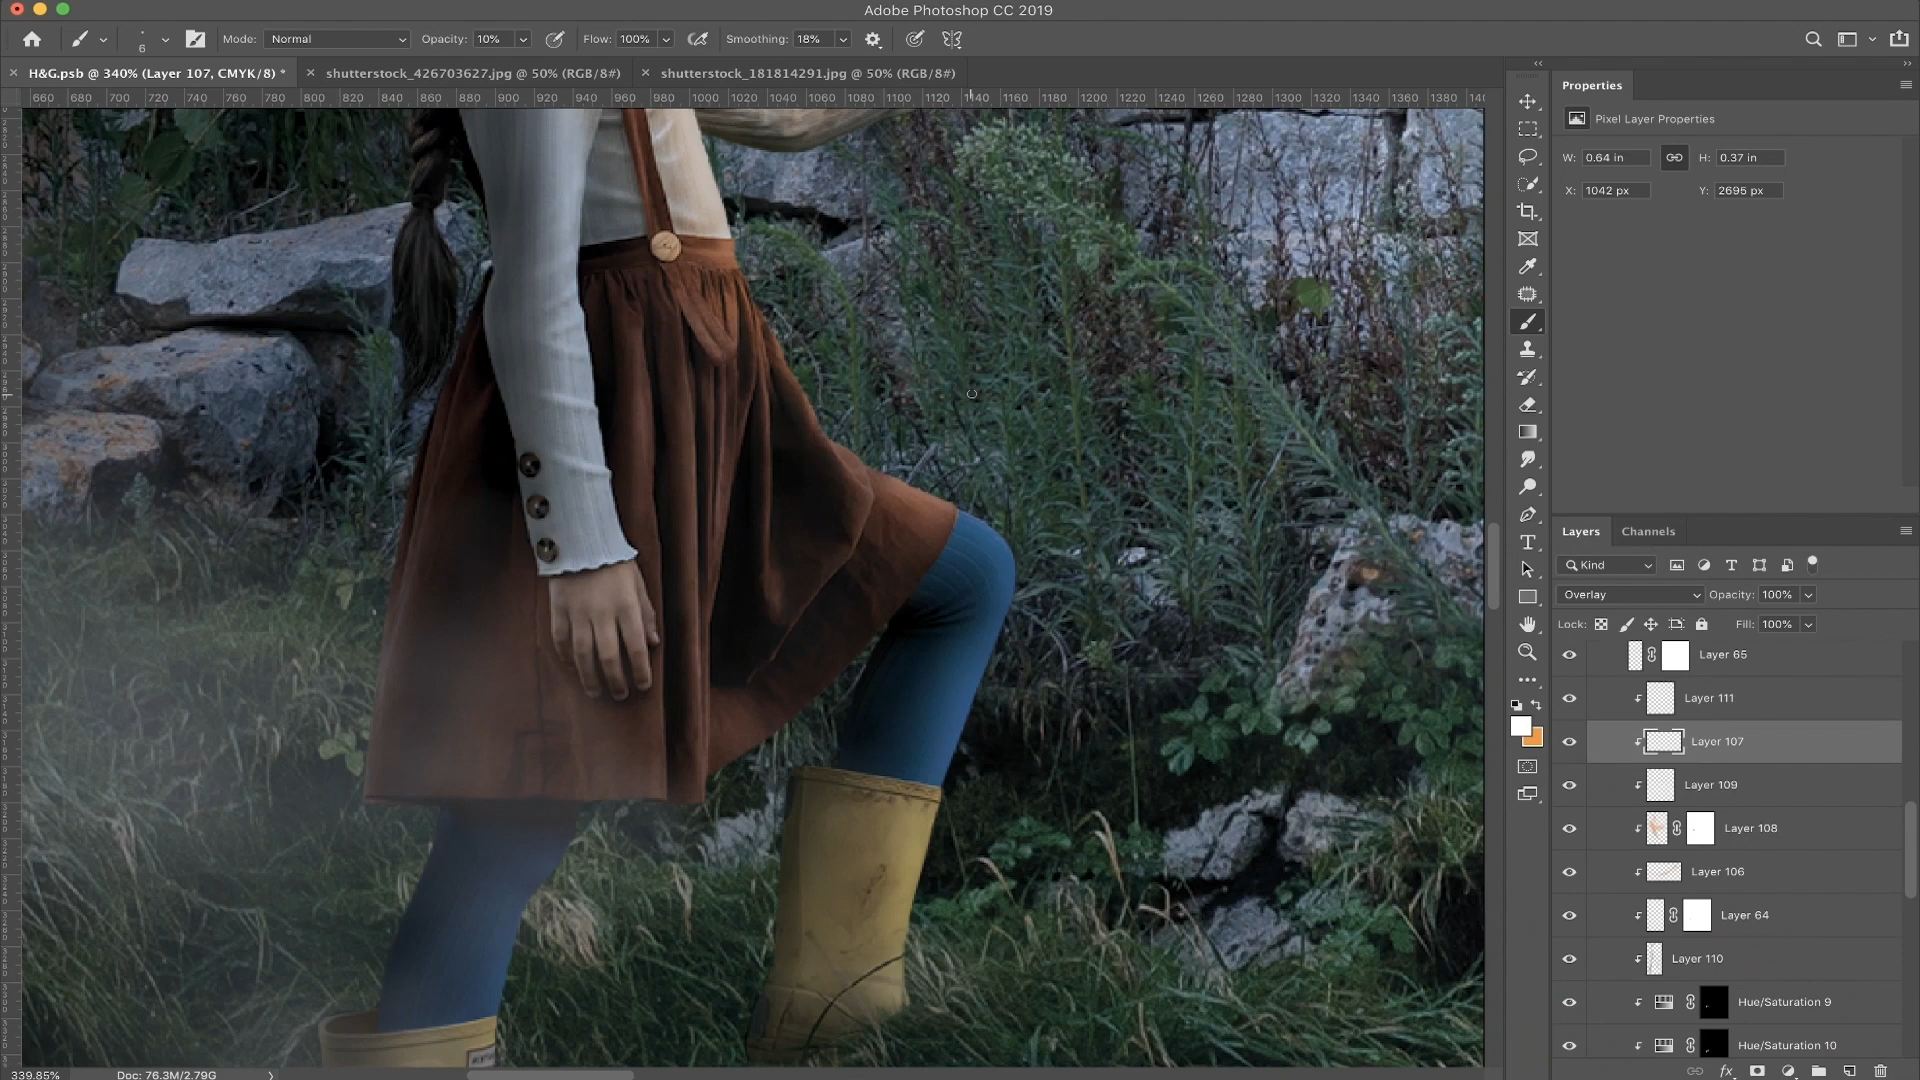 Adobe Photoshop CC 2019
6
Mode: Normal Opacity: 10% Flow: 100% Smoothing: 18%
H&G.psb @ 340% (Layer 107, CMYK/8) * shutterstock_426703627.jpg @ 50% (RGB/8#) shutterstock_181814291.jpg @ 50% (RGB/8#)
660 680 700 720 740 760 780 800 820 840 860 880 900 920 940 960 980 1000 1020 1040 1060 1080 1100 1120 1140 1160 1180 1200 1220 1240 1260 1280 1300 1320 1340 1360 1380
Properties
Pixel Layer Properties
W: 0.64 in H: 0.37 in
X: 1042 px Y: 2695 px
Layers Channels
Kind
Overlay Opacity: 100%
Lock: Fill: 100%
Layer 65
Layer 111
Layer 107
Layer 109
Layer 108
Layer 106
Layer 64
Layer 110
Hue/Saturation 9
Hue/Saturation 10
fx
339.85% Doc: 76.3M/2.79G